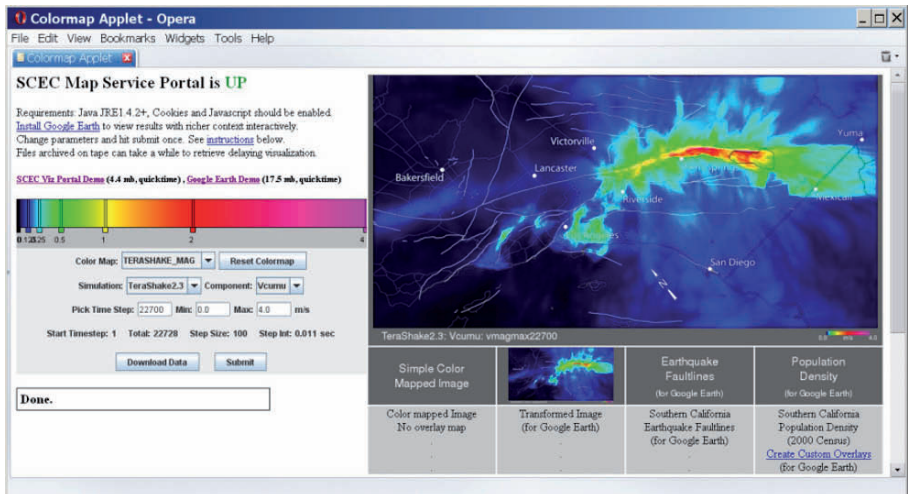 Colormap Applet - Opera
File Edit View Bookmarks Widgets Tools Help
Colormap Applet
SCEC Map Service Portal is UP
Requirements: Java JRE1.4.2+, Cookies and Javascript should be enabled.
Install Google Earth to view results with richer context interactively.
Change parameters and hit submit once. See instructions below.
Files archived on tape can take a while to retrieve delaying visualization.
SCEC Viz Portal Demo (4.4 mb, quicktime) , Google Earth Demo (17.5 mb, quicktime)
0.5 1 2 4
Color Map: TERASHAKE_MAG Reset Colormap
Simulation: TeraShake2.3 Component: Vcumu
Pick Time Step: 22700 Min: 0.0 Max: 4.0 m/s
Start Timestep: 1 Total: 22728 Step Size: 100 Step Int: 0.011 sec
Download Data Submit
Done.
Yuma
Victorville
Lancaster
Bakersfield
Riverside
Mexicali
San Diego
TeraShake2.3: Vcumu: vmagmax22700
0.0 m/s 4.0
Simple Color
Mapped Image
Color mapped Image
No overlay map
Transformed Image
(for Google Earth)
Earthquake
Faultlines
(for Google Earth)
Southern California
Earthquake Faultlines
(for Google Earth)
Population
Density
(for Google Earth)
Southern California
Population Density
(2000 Census)
Create Custom Overlays
(for Google Earth)